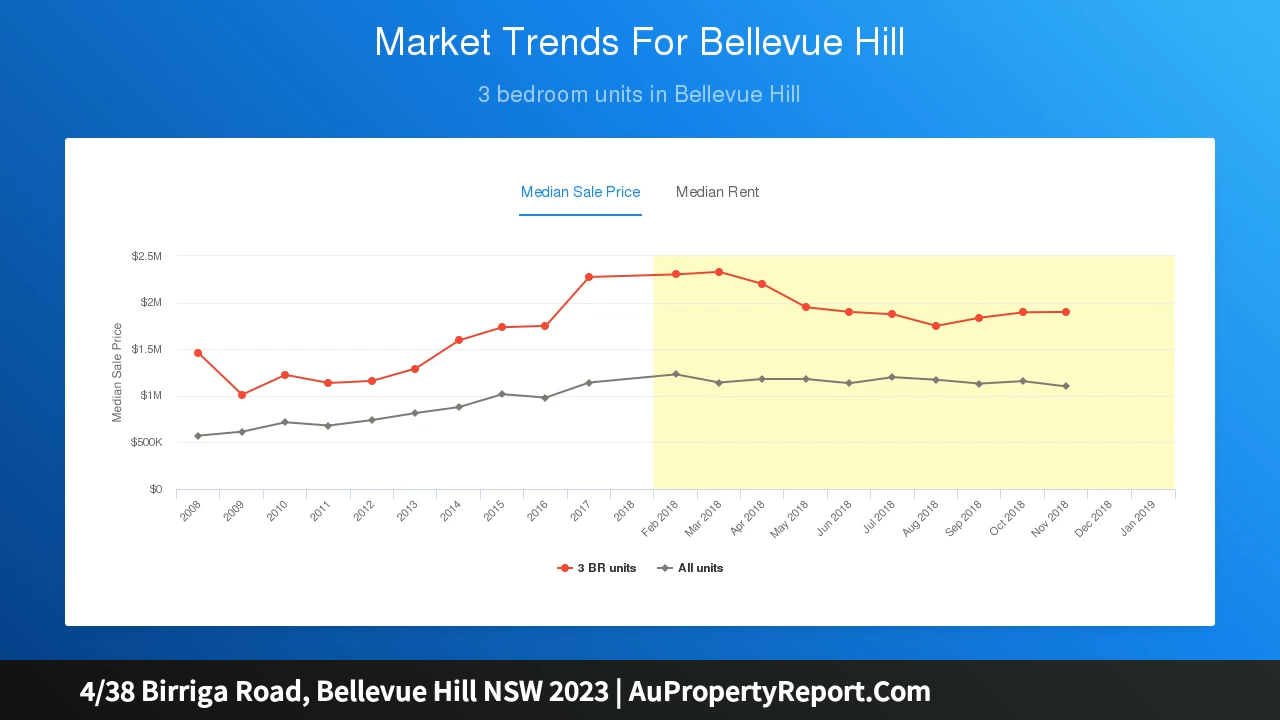 Market Trends For Bellevue Hill
3 bedroom units in Bellevue Hill
Median Sale Price Median Rent
Median Sale Price
$2.5M
$2M
$1.5M
$1M
$500K
$0
2008 2009 2010 2011 2012 2013 2014 2015 2016 2017 2018 Feb 2018 Mar 2018 Apr 2018 May 2018 Jun 2018 Jul 2018 Aug 2018 Sep 2018 Oct 2018 Nov 2018 Dec 2018 Jan 2019
3 BR units All units
4/38 Birriga Road, Bellevue Hill NSW 2023 | AuPropertyReport.Com